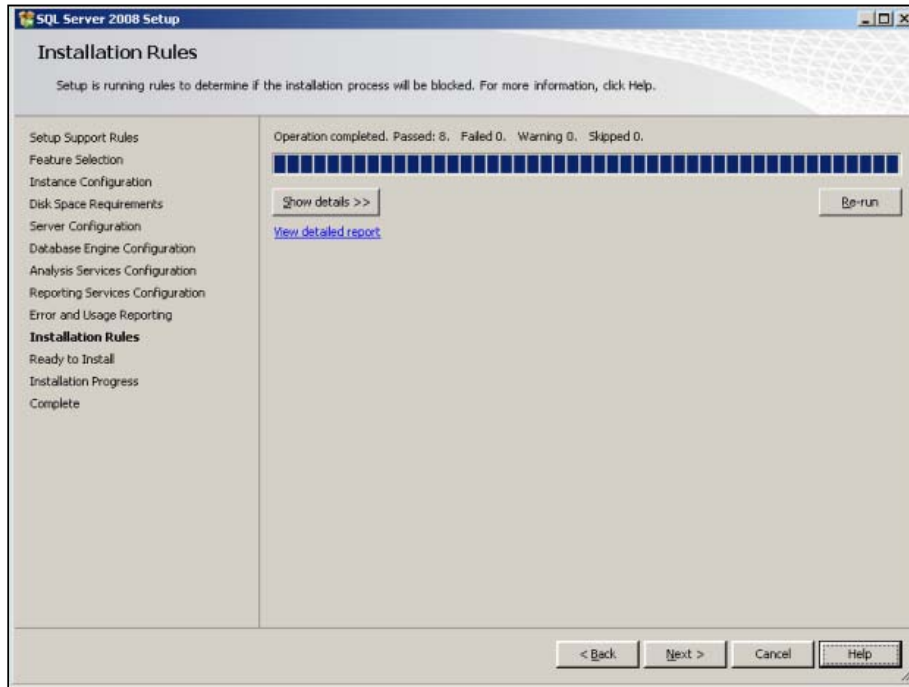 SQL Server 2008 Setup
Installation Rules
Setup is running rules to determine if the installation process will be blocked. For more information, click Help.
Setup Support Rules
Feature Selection
Instance Configuration
Disk Space Requirements
Server Configuration
Database Engine Configuration
Analysis Services Configuration
Reporting Services Configuration
Error and Usage Reporting
Installation Rules
Ready to Install
Installation Progress
Complete
Operation completed. Passed: 8. Failed 0. Warning 0. Skipped 0.
Show details >>
Re-run
View detailed report
< Back
Next >
Cancel
Help